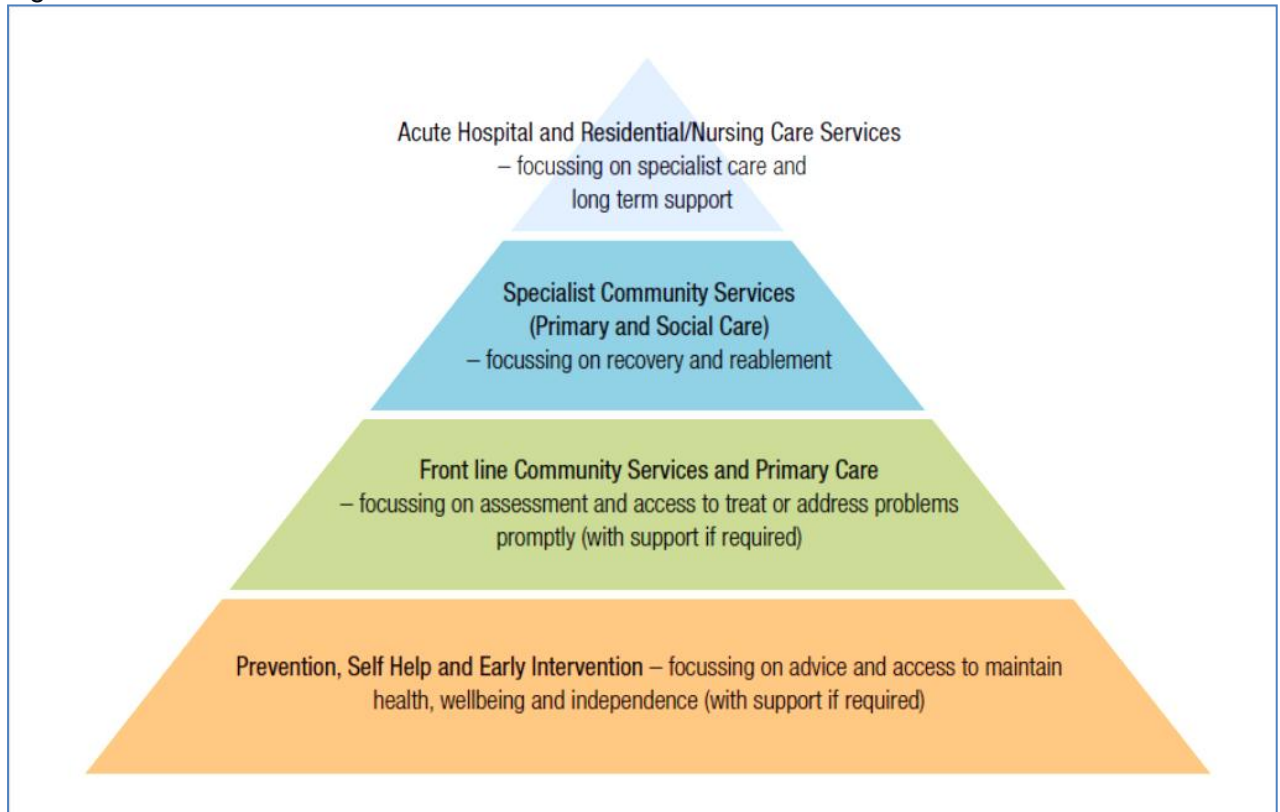 Acute Hospital and Residential/Nursing Care Services
– focussing on specialist care and
long term support
Specialist Community Services
(Primary and Social Care)
– focussing on recovery and reablement
Front line Community Services and Primary Care
– focussing on assessment and access to treat or address problems
promptly (with support if required)
Prevention, Self Help and Early Intervention – focussing on advice and access to maintain
health, wellbeing and independence (with support if required)